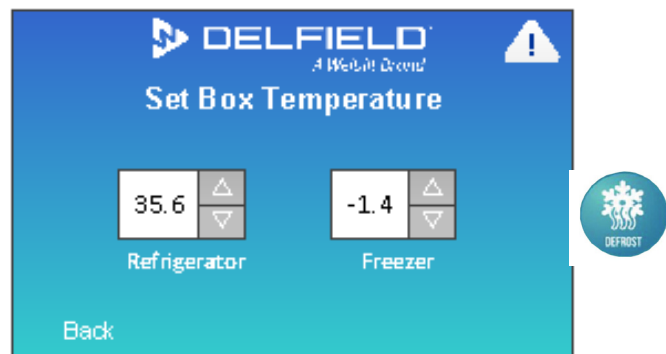 DELFIELD
A Welbilt Brand
!
Set Box Temperature
35.6
-1.4
Refrigerator
Freezer
DEFROST
Back